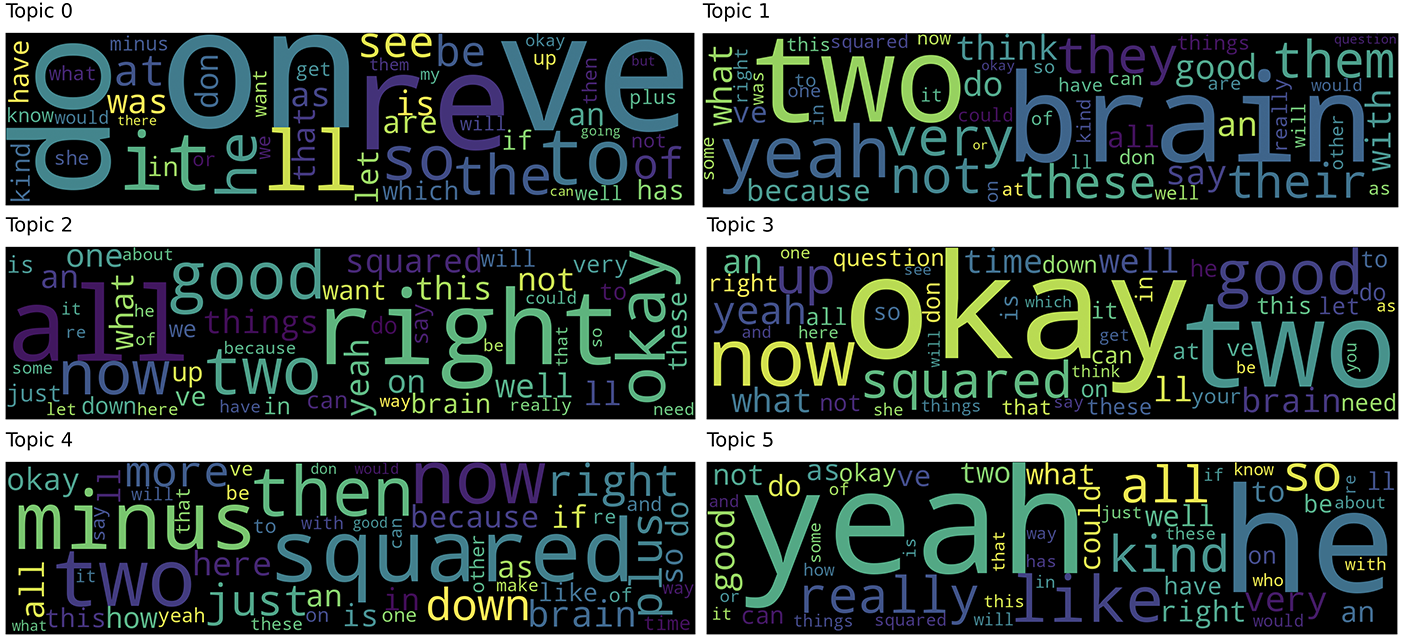 Topic 0
have what minus at don do know would was there she kind in it or he on want we get as that ll see them my be is are let so which re will if the okay up then an going to can well but ve plus not of has
Topic 1
what right ve was some this squared now two to one in it okay think so do have could they can things good are question them would yeah very or not because on at of kind these ll all don well brain say an really will their other with as
Topic 2
is an one about all it re what he of we good some just now let down here up ve things because two have in squared want this do say can yeah on way brain right be not could well really that very to so ll okay these need
Topic 3
an one right up question see yeah all and here so don now what not okay will she squared things time down well is which it in get can think on that say these ll he good to do this let as at ve be two you your brain need
Topic 4
okay ll more ve will be say that minus all two it this what how yeah here just these then to with an on don would good is can now because squared in one other as make down right if re and like of brain plus so do way time
Topic 5
not do as of okay ve and good or it can yeah some how things is really squared two that this will what could way has in like all just kind these well have right if so to on who very would know he be about re ll with an